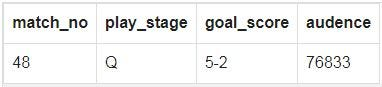 match_no play_stage goal_score audence
48 Q 5-2 76833